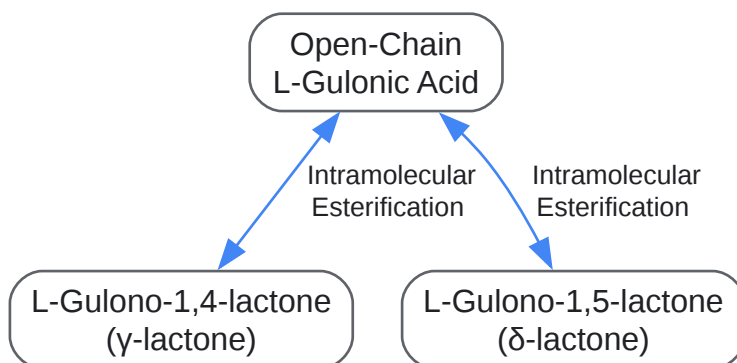 Open-Chain
L-Gulonic Acid
Intramolecular
Esterification
Intramolecular
Esterification
L-Gulono-1,4-lactone
(γ-lactone)
L-Gulono-1,5-lactone
(δ-lactone)